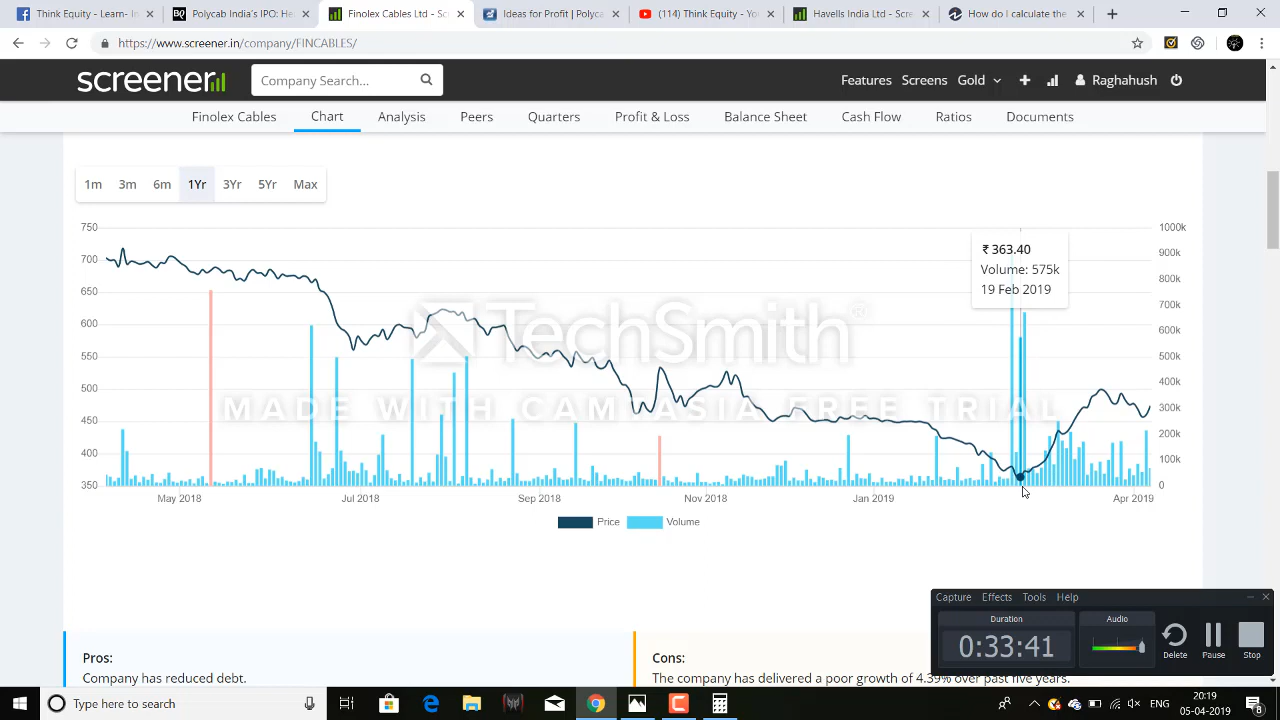 Think Equity Team - In
Polycab India's IPO: He
Finolex Cables Ltd - Scr
Ideas for Profit | Polyca
(114) Think Equity - Yo
Havells India Ltd - Scre
How do I calculate the
https://www.screener.in/company/FINCABLES/
screener
Company Search...
Features Screens Gold Raghahush
Finolex Cables Chart Analysis Peers Quarters Profit & Loss Balance Sheet Cash Flow Ratios Documents
1m 3m 6m 1Yr 3Yr 5Yr Max
750 1000k
900k
700
800k
650
700k
600 600k
550 500k
500 400k
450 300k
200k
400
100k
350 0
₹ 363.40
Volume: 575k
19 Feb 2019
TechSmith®
MADE WITH CAMTASIA FREE TRIAL
May 2018 Jul 2018 Sep 2018 Nov 2018 Jan 2019 Apr 2019
Price Volume
Capture Effects Tools Help
Duration Audio
0:33:41
Delete Pause Stop
Pros: Cons:
Company has reduced debt. The company has delivered a poor growth of 4.39% over past five years.
Type here to search
ENG
20:19
05-04-2019
8